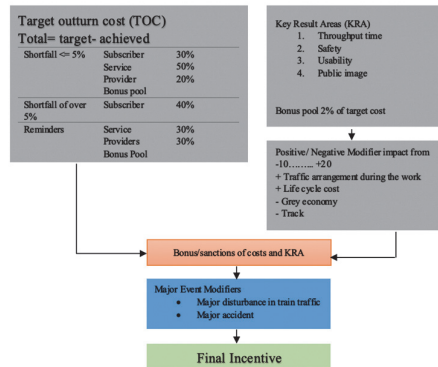 Target outturn cost (TOC)
Total= target- achieved
Shortfall <= 5% Subscriber 30%
Service 50%
Provider 20%
Bonus pool
Shortfall of over 5% Subscriber 40%
Reminders Service 30%
Providers 30%
Bonus Pool
Key Result Areas (KRA)
1. Throughput time
2. Safety
3. Usability
4. Public image
Bonus pool 2% of target cost
Positive/ Negative Modifier impact from
-10……... +20
+ Traffic arrangement during the work
+ Life cycle cost
- Grey economy
- Track
Bonus/sanctions of costs and KRA
Major Event Modifiers
• Major disturbance in train traffic
• Major accident
Final Incentive